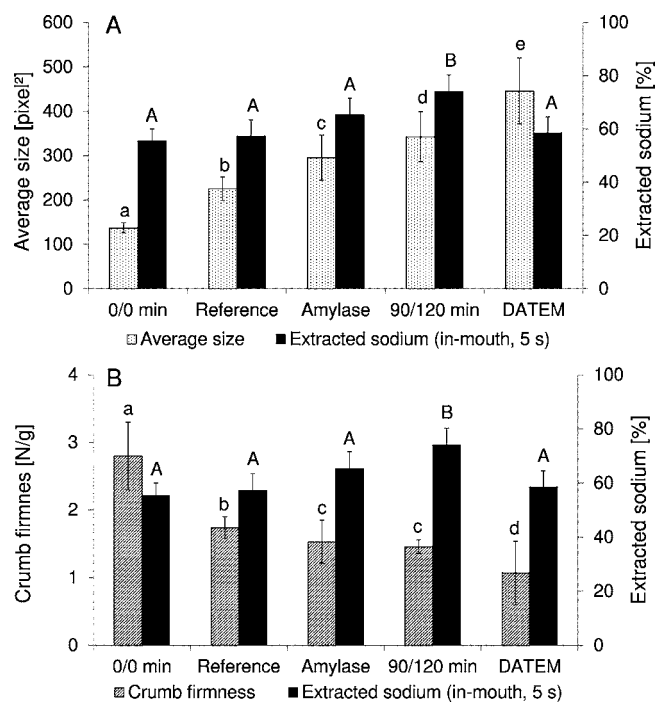 A
600
500
400
300
200
100
0
Average size [pixel²]
100
80
60
40
20
0
Extracted sodium [%]
a
A
b
A
c
A
d
B
e
A
0/0 min Reference Amylase 90/120 min DATEM
Average size Extracted sodium (in-mouth, 5 s)
B
4
3
2
1
0
Crumb firmnes [N/g]
100
80
60
40
20
0
Extracted sodium [%]
a
A
b
A
c
A
c
B
d
A
0/0 min Reference Amylase 90/120 min DATEM
Crumb firmness Extracted sodium (in-mouth, 5 s)